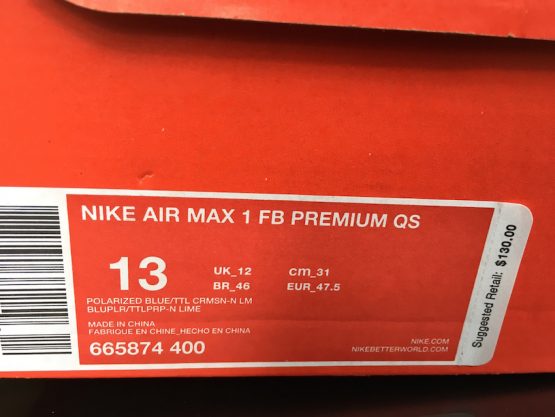 NIKE AIR MAX 1 FB PREMIUM QS
13
UK_12 cm_31
BR_46 EUR_47.5
POLARIZED BLUE/TTL CRMSN-N LM
BLUPLR/TTLPRP-N LIME
MADE IN CHINA
FABRIQUE EN CHINE_HECHO EN CHINA
665874 400
NIKE.COM
NIKEBETTERWORLD.COM
Suggested Retail: $130.00